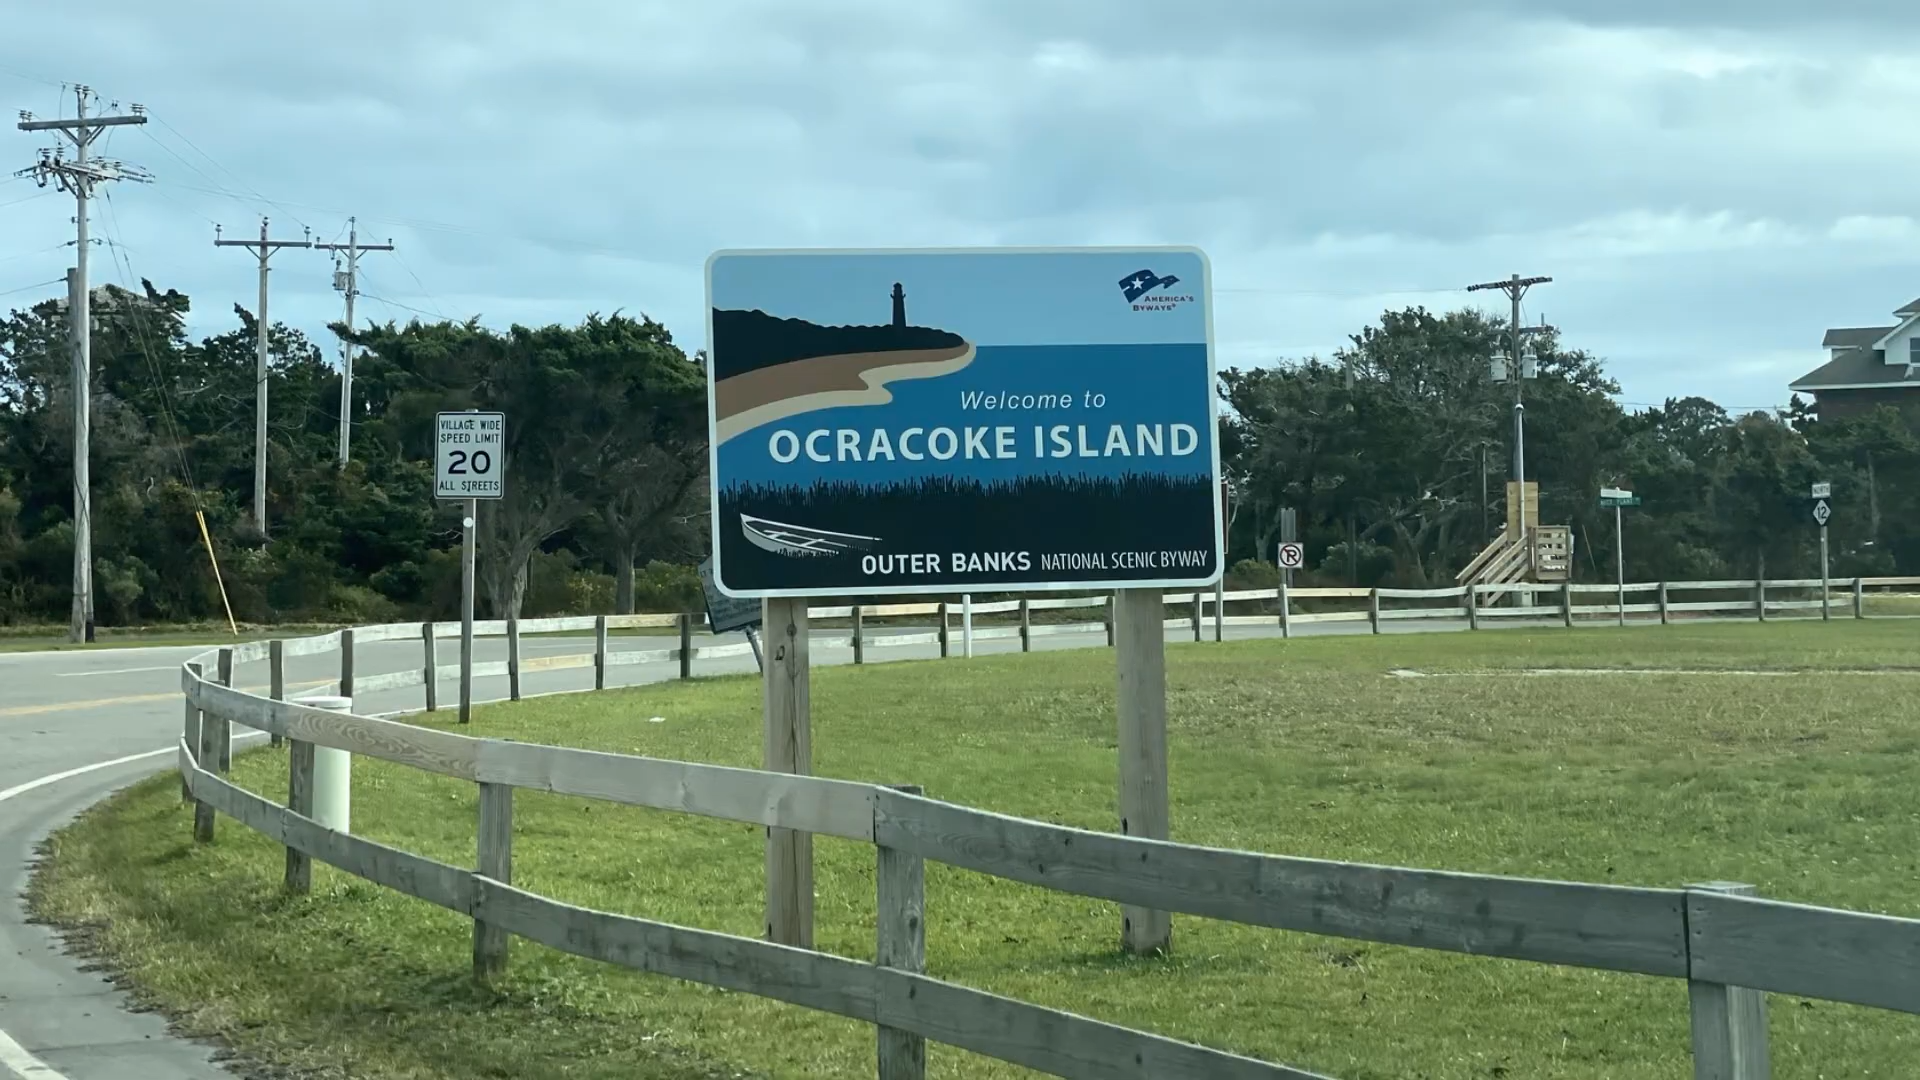 VILLAGE WIDE
SPEED LIMIT
20
ALL STREETS
AMERICA'S
BYWAYS®
Welcome to
OCRACOKE ISLAND
OUTER BANKS NATIONAL SCENIC BYWAY
NORTH
12